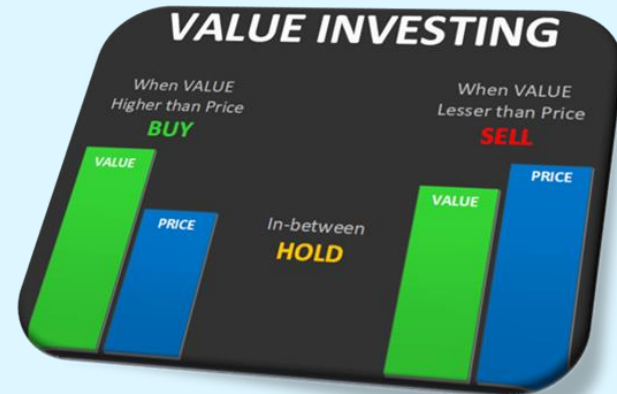 VALUE INVESTING
When VALUE
Higher than Price
BUY
VALUE
PRICE
In-between
HOLD
When VALUE
Lesser than Price
SELL
VALUE
PRICE